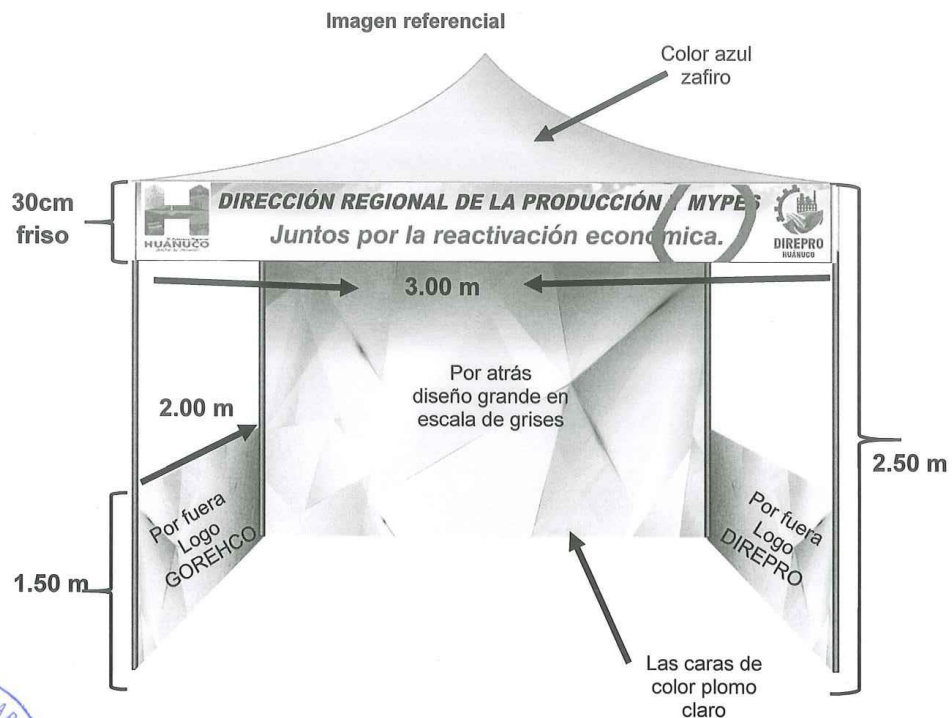 Imagen referencial
Color azul
zafiro
30cm
friso
HUÁNUCO
DIRECCIÓN REGIONAL DE LA PRODUCCIÓN Y MYPES
Juntos por la reactivación económica.
DIREPRO
HUÁNUCO
3.00 m
Por atrás
diseño grande en
escala de grises
2.00 m
2.50 m
Por fuera
Logo
GOREHCO
Por fuera
Logo
DIREPRO
1.50 m
Las caras de
color plomo
claro